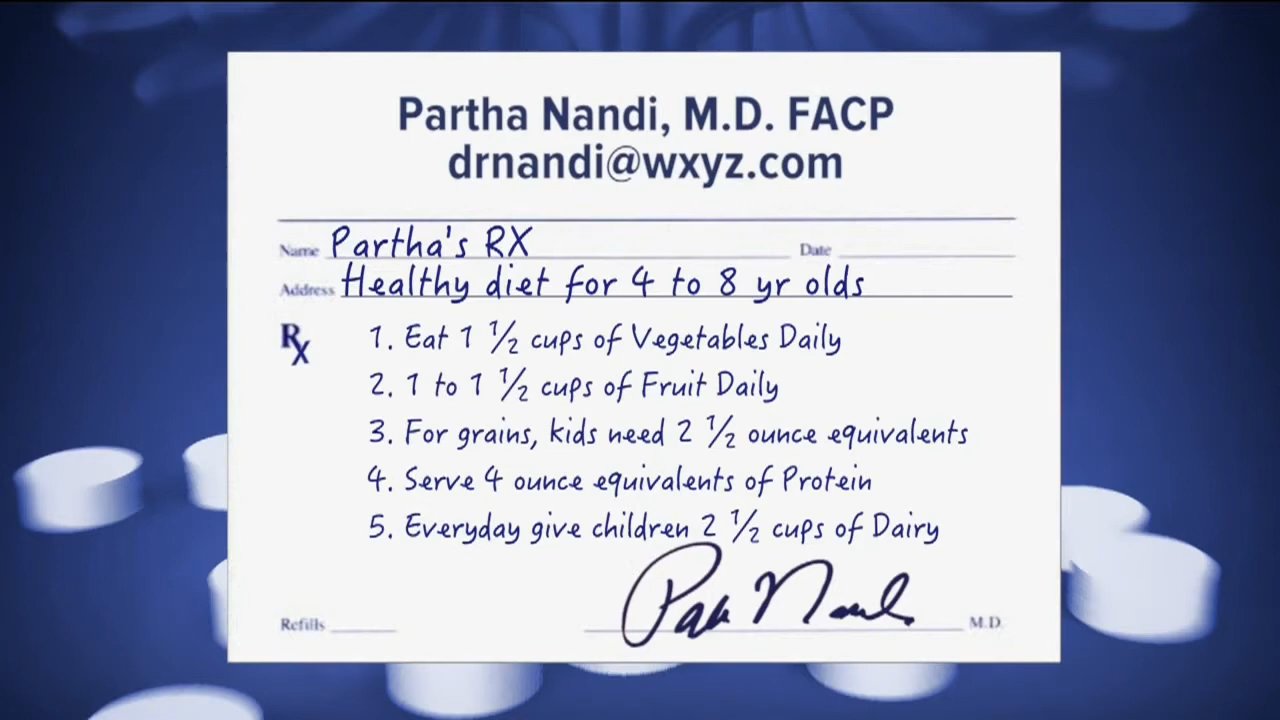 Partha Nandi, M.D. FACP
drnandi@wxyz.com
Name Partha's RX Date
Address Healthy diet for 4 to 8 yr olds
Rx 1. Eat 1 1/2 cups of Vegetables Daily
2. 1 to 1 1/2 cups of Fruit Daily
3. For grains, kids need 2 1/2 ounce equivalents
4. Serve 4 ounce equivalents of Protein
5. Everyday give children 2 1/2 cups of Dairy
Refills M.D.